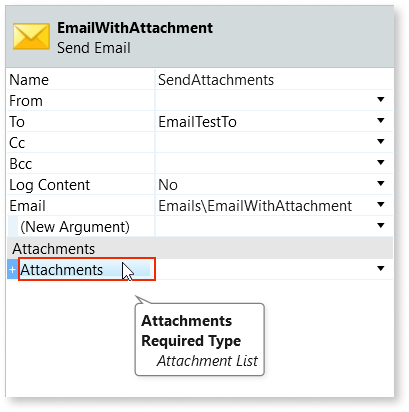 EmailWithAttachment
Send Email
Name SendAttachments
From
To EmailTestTo
Cc
Bcc
Log Content No
Email Emails\EmailWithAttachment
(New Argument)
Attachments
+ Attachments
Attachments
Required Type
Attachment List